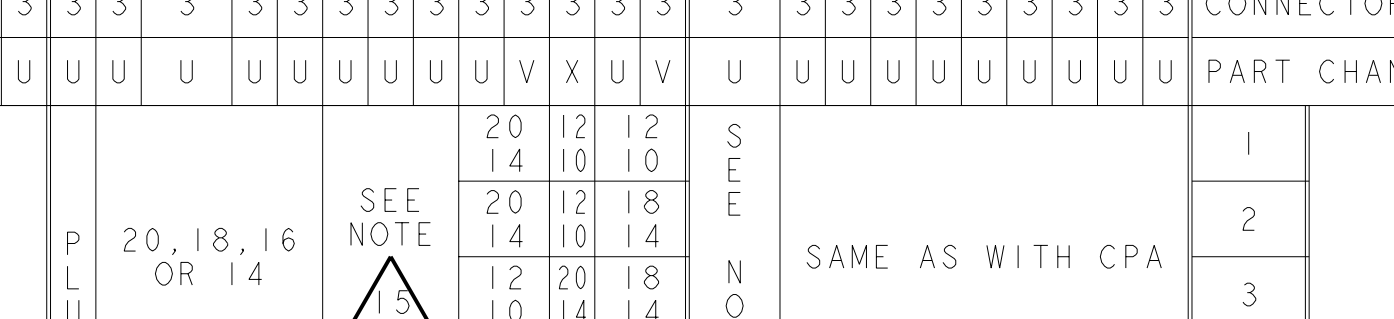 3 3 3 3 3 3 3 3 3 3 3 3 3 3 3 3 3 3 3 3 3 3 3 3 CONNECTOR
U U U U U U U U U U V X U V U U U U U U U U U U PART CHAN
20 12 12
14 10 10
1
20 12 18
14 10 14
2
12 20 18
10 14 14
3
PLU
20,18,16
OR 14
SEE
NOTE
15
SEE
NO
SAME AS WITH CPA